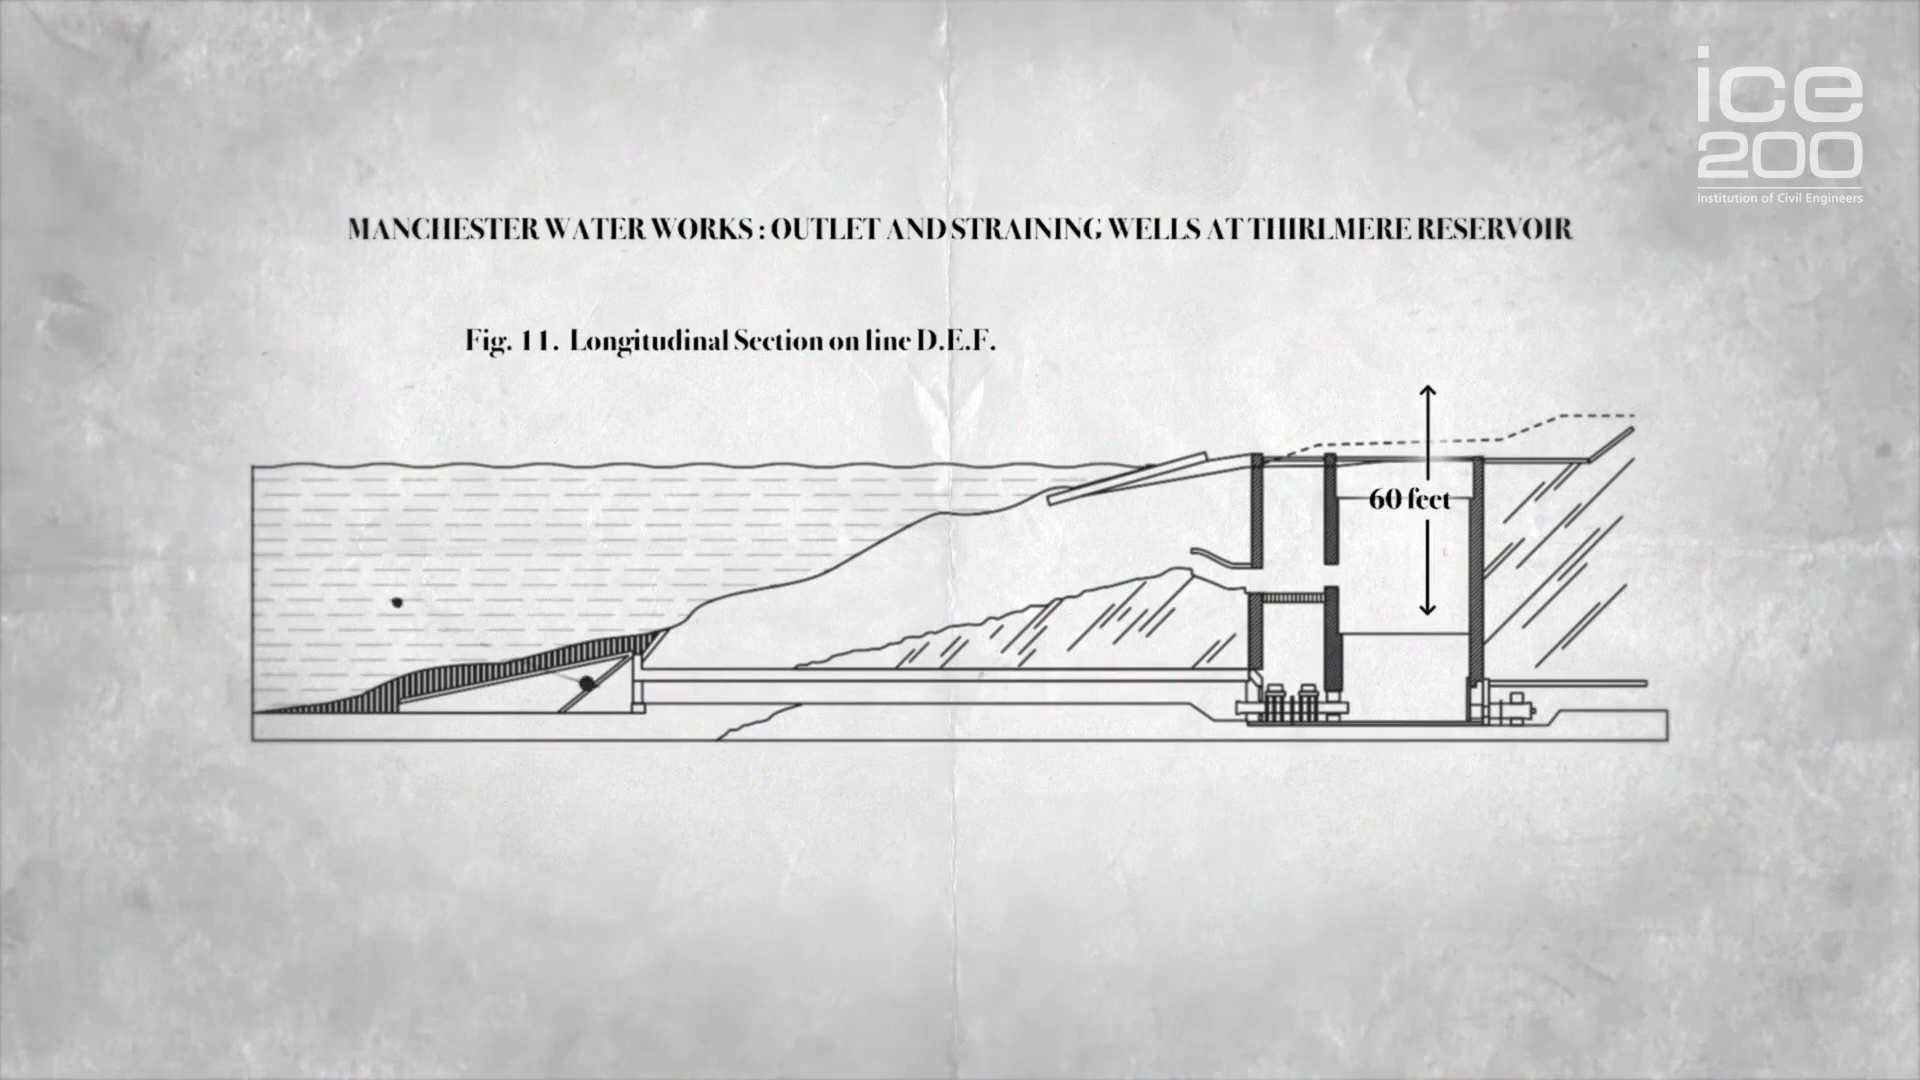 ice
200
Institution of Civil Engineers
MANCHESTER WATER WORKS : OUTLET AND STRAINING WELLS AT THIRLMERE RESERVOIR
Fig. 11. Longitudinal Section on line D.E.F.
60 feet